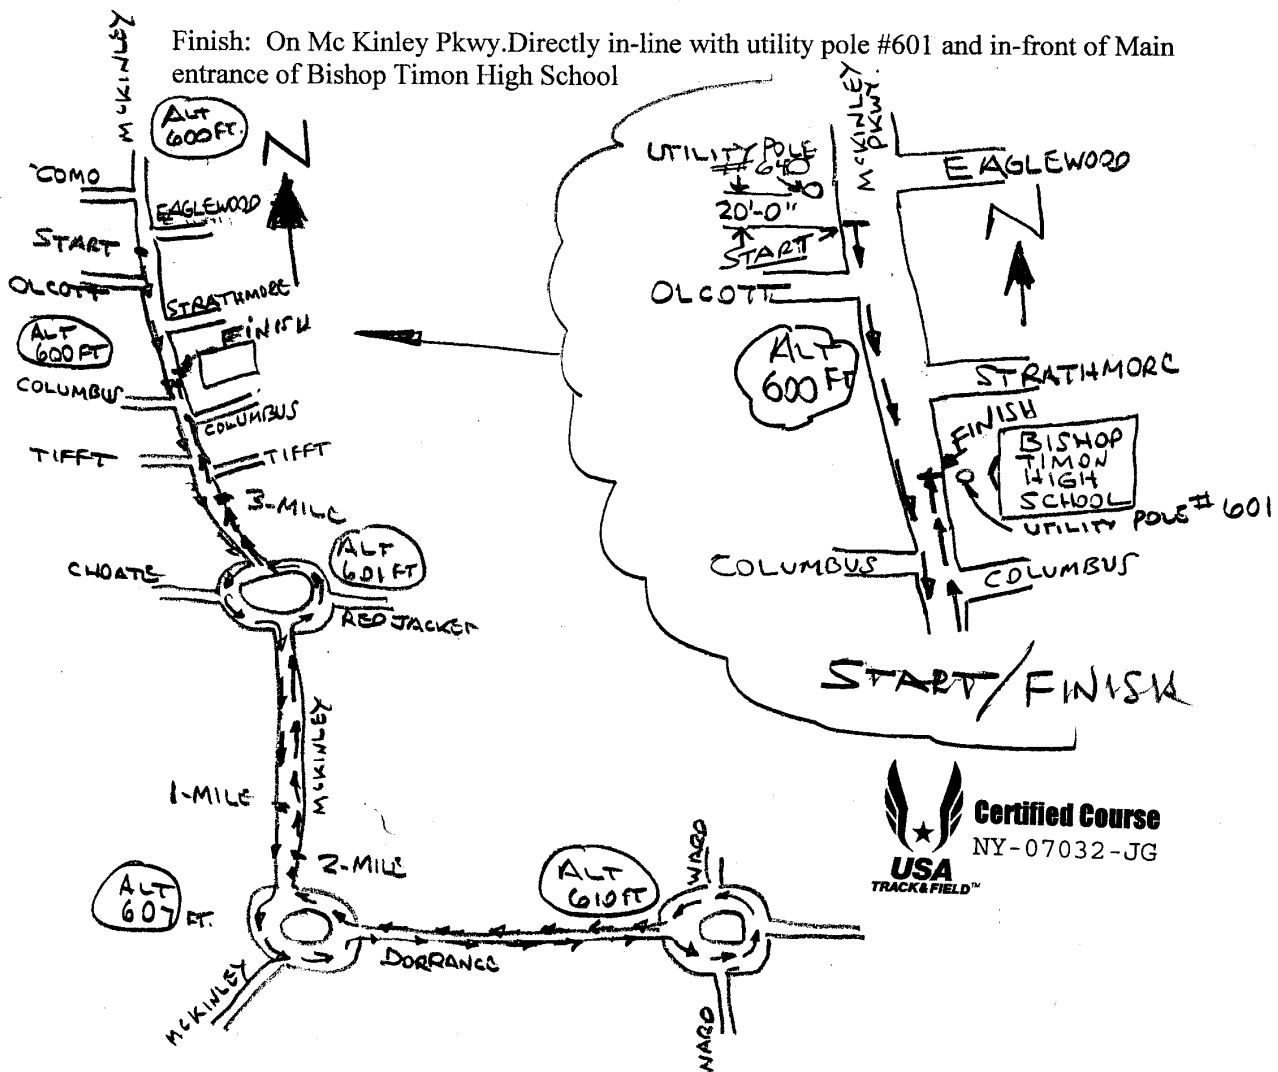 Finish: On Mc Kinley Pkwy.Directly in-line with utility pole #601 and in-front of Main
entrance of Bishop Timon High School
McKINLEY
ALT
600 FT.
N
COMO
EAGLEWOOD
START
OLCOTT
STRATHMORE
FINISH
ALT
600 FT
COLUMBUS
COLUMBUS
TIFFT
TIFFT
3-MILE
ALT
601 FT
CHOATE
RED JACKET
McKINLEY
1-MILE
2-MILE
ALT
607 FT.
ALT
610 FT
WARD
DORRANCE
McKINLEY
WARD
McKINLEY
PKWY.
UTILITY POLE
# 640
20'-0"
START
EAGLEWOOD
N
OLCOTT
ALT
600 FT
STRATHMORE
FINISH
BISHOP
TIMON
HIGH
SCHOOL
UTILITY POLE # 601
COLUMBUS
COLUMBUS
START/FINISH
USA
TRACK & FIELD™
Certified Course
NY-07032-JG